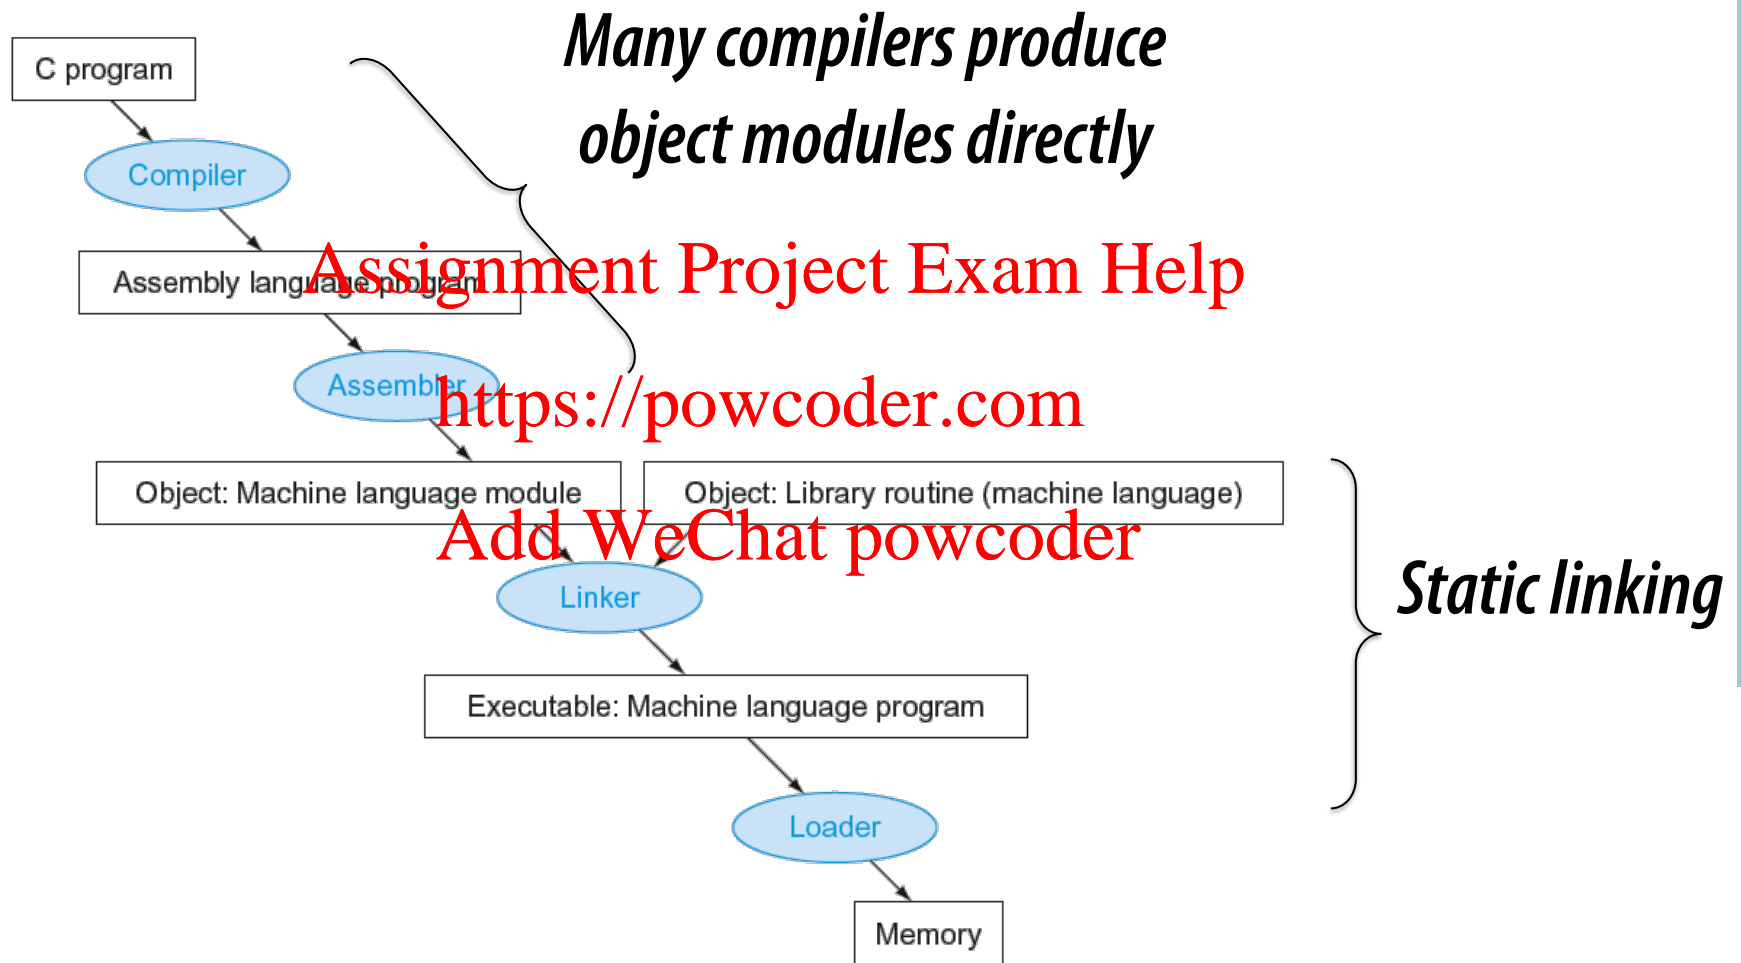 Many compilers produce
object modules directly
C program
Compiler
Assembly language program
Assignment Project Exam Help
Assembler
https://powcoder.com
Object: Machine language module
Object: Library routine (machine language)
Add WeChat powcoder
Static linking
Linker
Executable: Machine language program
Loader
Memory